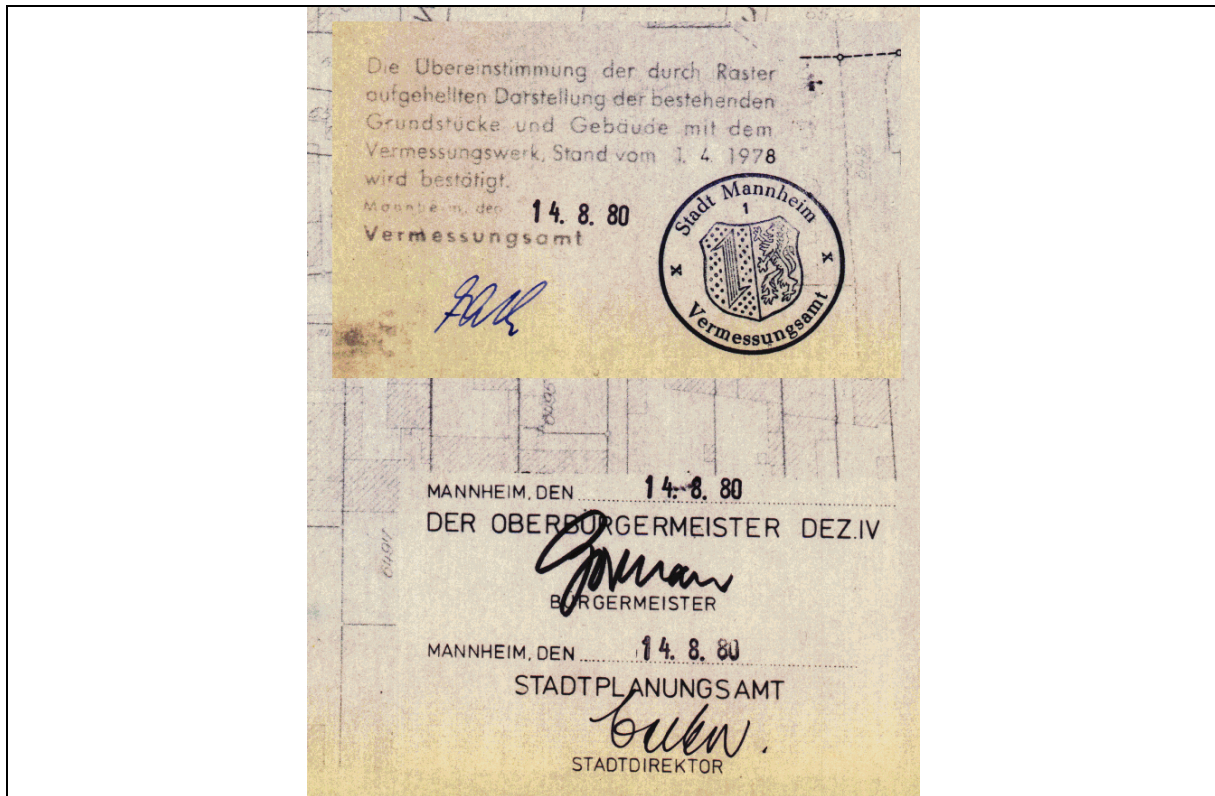 Die Übereinstimmung der durch Raster
aufgehellten Darstellung der bestehenden
Grundstücke und Gebäude mit dem
Vermessungswerk, Stand vom 1. 4. 1978
wird bestätigt.
Mannheim, den 14. 8. 80
Vermessungsamt
Stadt Mannheim
1
x x
Vermessungsamt
MANNHEIM, DEN 14. 8. 80
DER OBERBÜRGERMEISTER DEZ.IV
BÜRGERMEISTER
MANNHEIM, DEN 14. 8. 80
STADTPLANUNGSAMT
STADTDIREKTOR